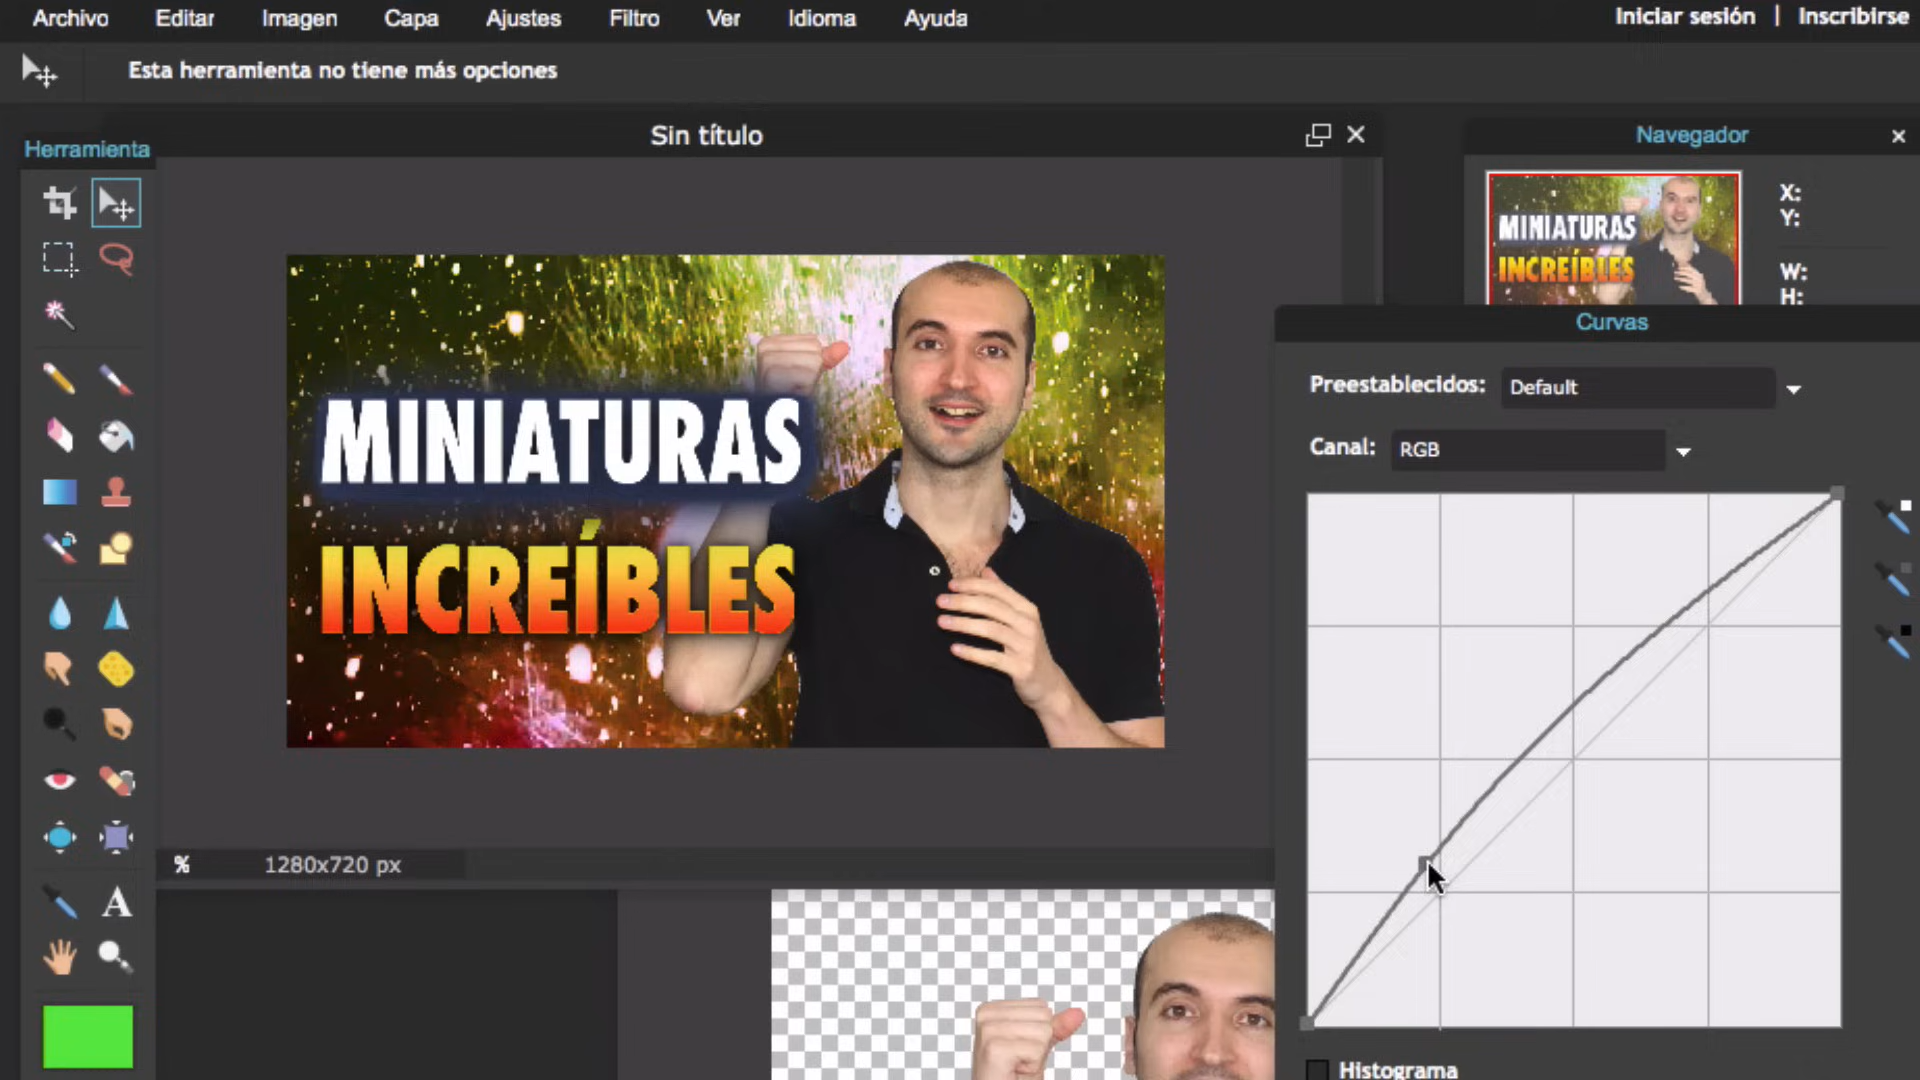 Archivo Editar Imagen Capa Ajustes Filtro Ver Idioma Ayuda Iniciar sesión | Inscribirse
Esta herramienta no tiene más opciones
Herramienta
Sin título
Navegador
MINIATURAS
INCREÍBLES
X:
Y:
W:
H:
Curvas
Preestablecidos: Default
Canal: RGB
MINIATURAS
INCREÍBLES
% 1280x720 px
A
Histograma